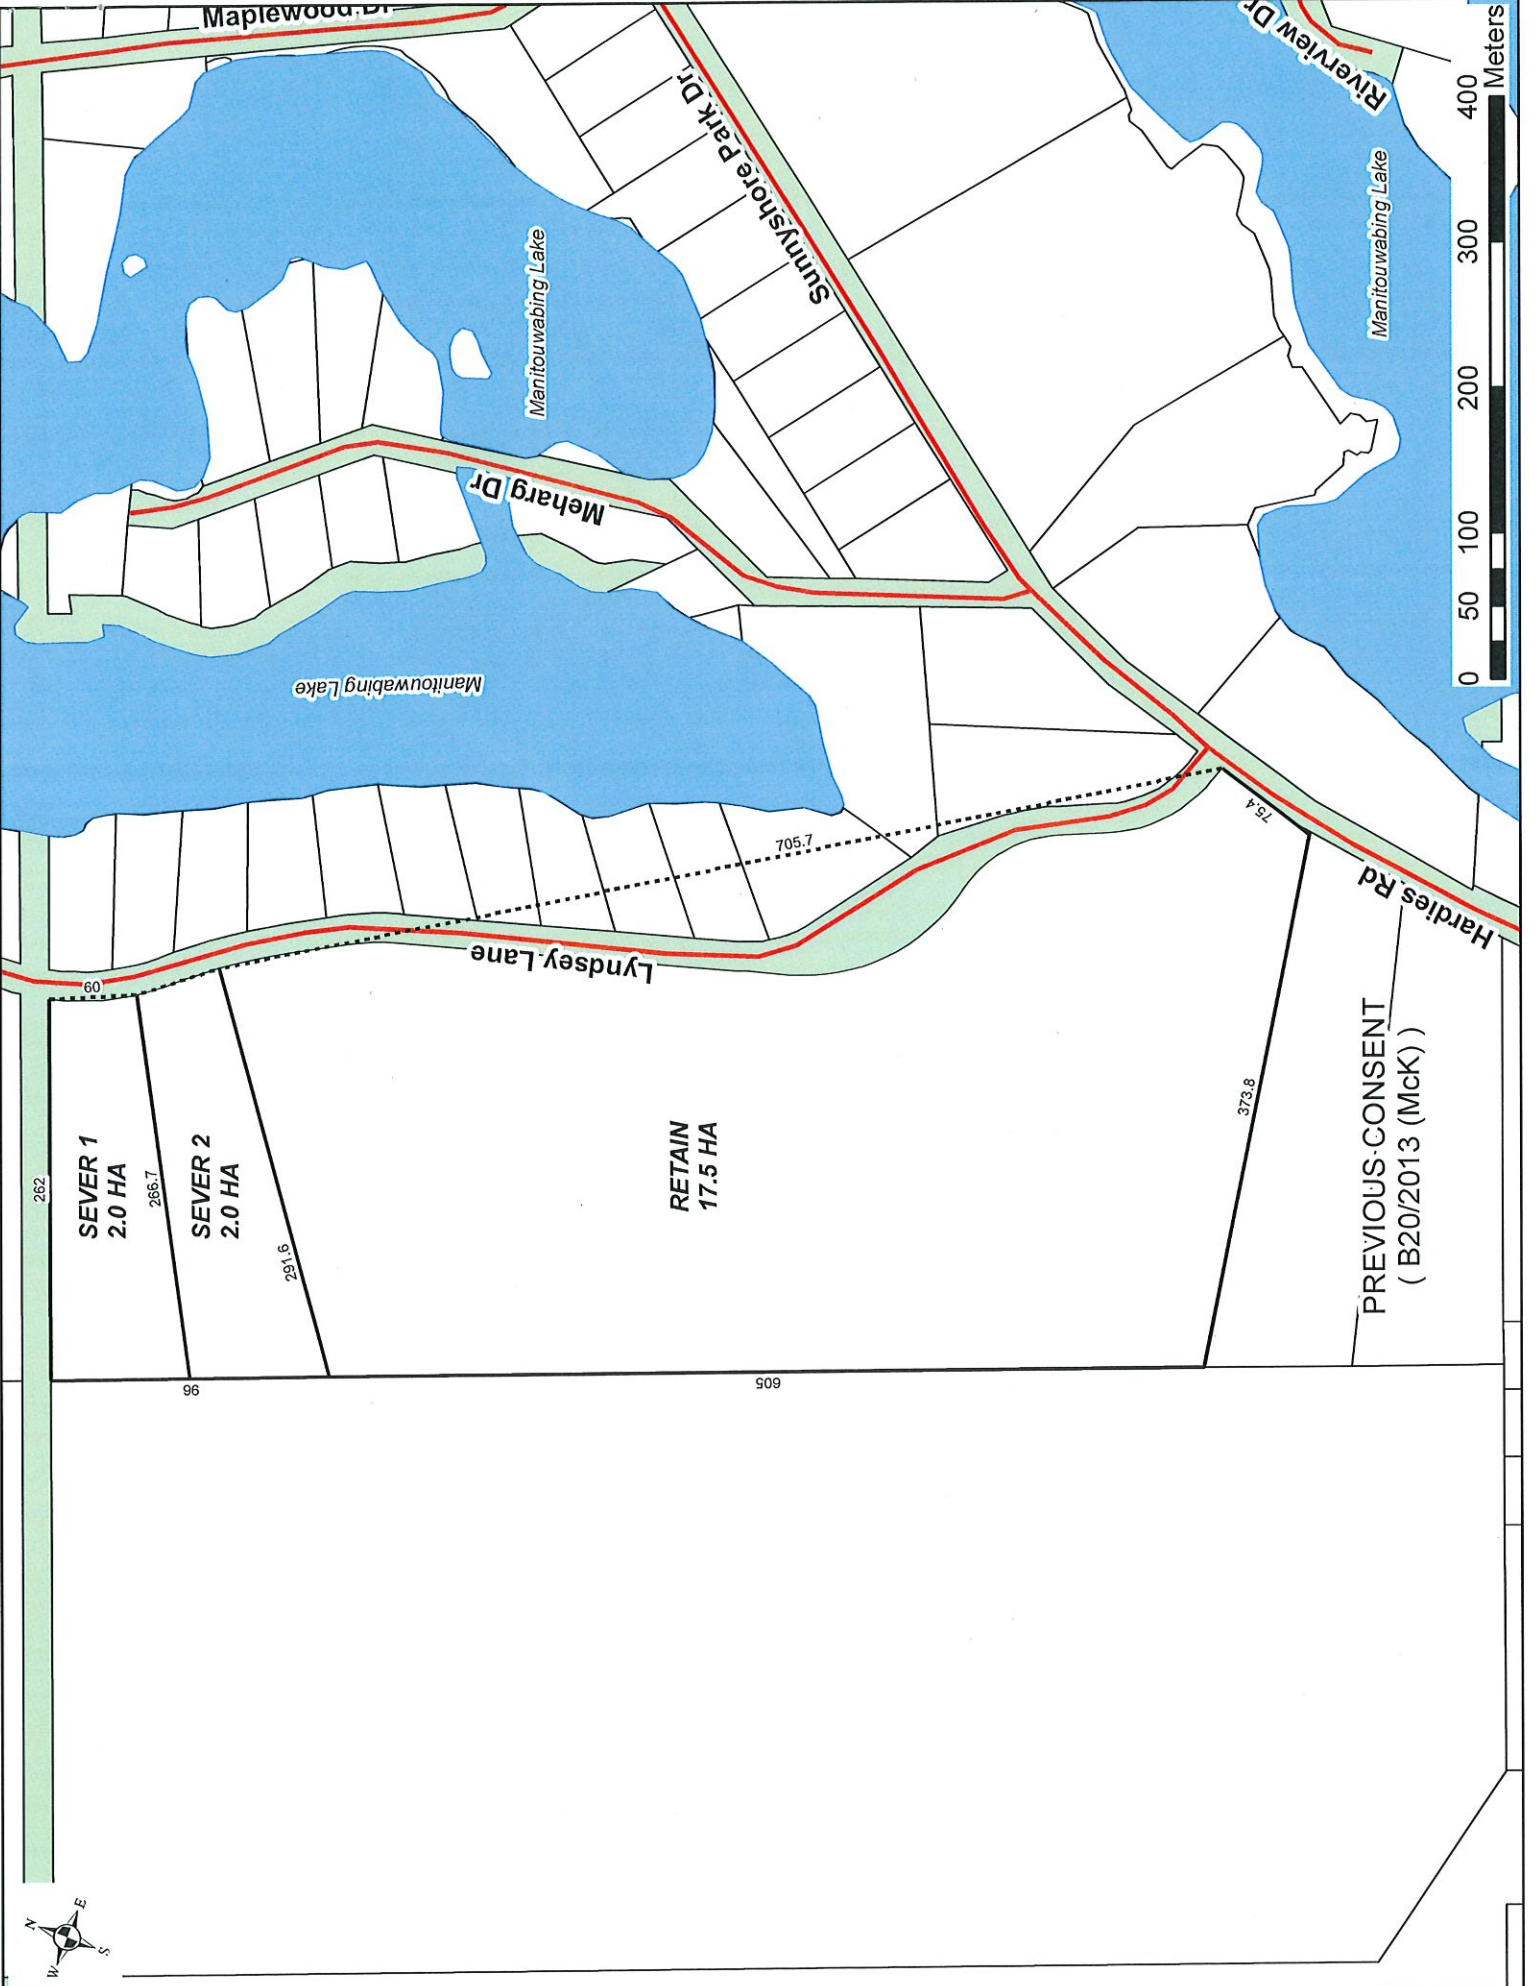 Maplewood Dr
Riverview Dr
Sunnyshore Park Dr
Manitouwabing Lake
Manitouwabing Lake
Meharg Dr
Manitouwabing Lake
705.7
75.4
Hardies Rd
Lyndsey Lane
60
262
SEVER 1
2.0 HA
266.7
SEVER 2
2.0 HA
291.6
RETAIN
17.5 HA
373.8
PREVIOUS CONSENT
( B20/2013 (McK) )
96
605
0 50 100 200 300 400
Meters
N
E
S
W